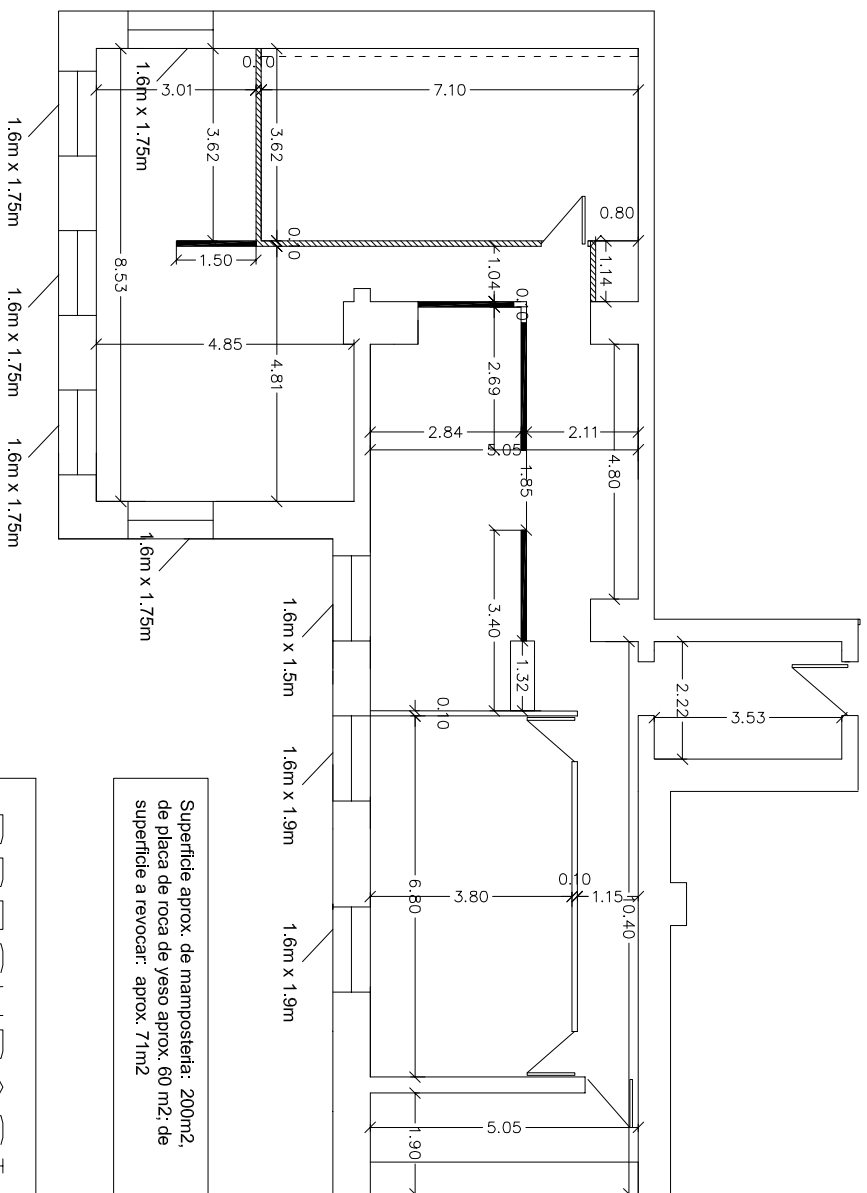 0.10
3.01
7.10
1.6m x 1.75m
3.62
3.62
1.6m x 1.75m
0.80
0.10
1.14
1.50
1.04
8.53
0.10
1.6m x 1.75m
4.85
4.81
2.69
2.84
2.11
5.05
4.80
1.85
1.6m x 1.75m
1.6m x 1.75m
3.40
1.6m x 1.5m
1.32
2.22
3.53
0.10
1.6m x 1.9m
6.80
3.80
0.10
1.15
10.40
1.6m x 1.9m
5.05
1.90
Superficie aprox. de mamposteria: 200m2,
de placa de roca de yeso aprox. 60 m2; de
superficie a revocar: aprox. 71m2